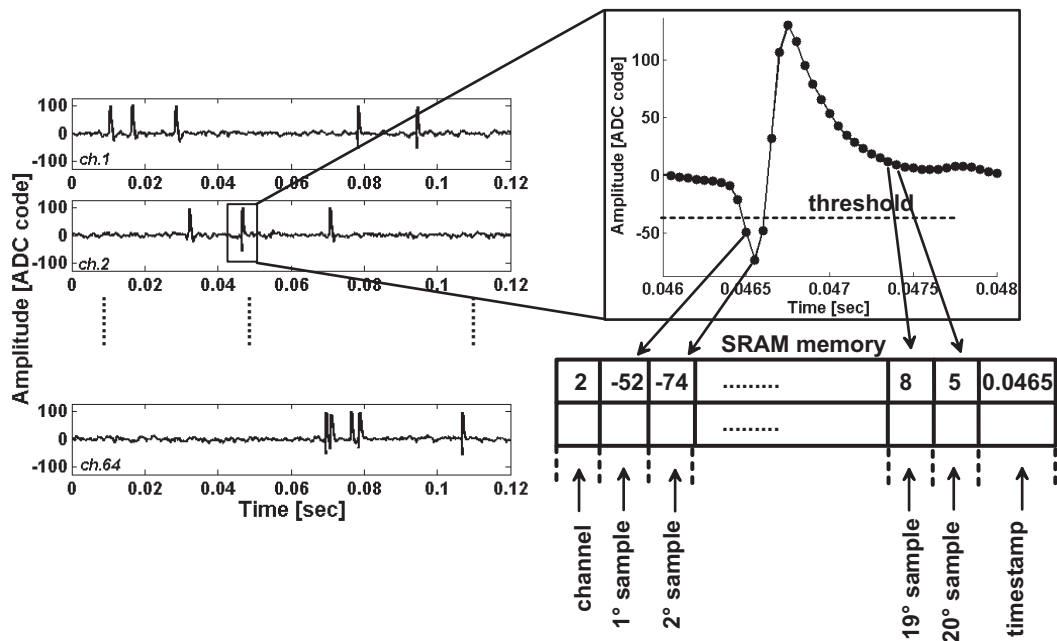 Amplitude [ADC code]
100
0
-100
ch.1
0 0.02 0.04 0.06 0.08 0.1 0.12
100
0
-100
ch.2
0 0.02 0.04 0.06 0.08 0.1 0.12
100
0
-100
ch.64
0 0.02 0.04 0.06 0.08 0.1 0.12
Time [sec]
Amplitude [ADC code]
100
50
0
-50
threshold
0.046 0.0465 0.047 0.0475 0.048
Time [sec]
SRAM memory
2 -52 -74 ......... 8 5 0.0465
.........
channel
1° sample
2° sample
19° sample
20° sample
timestamp